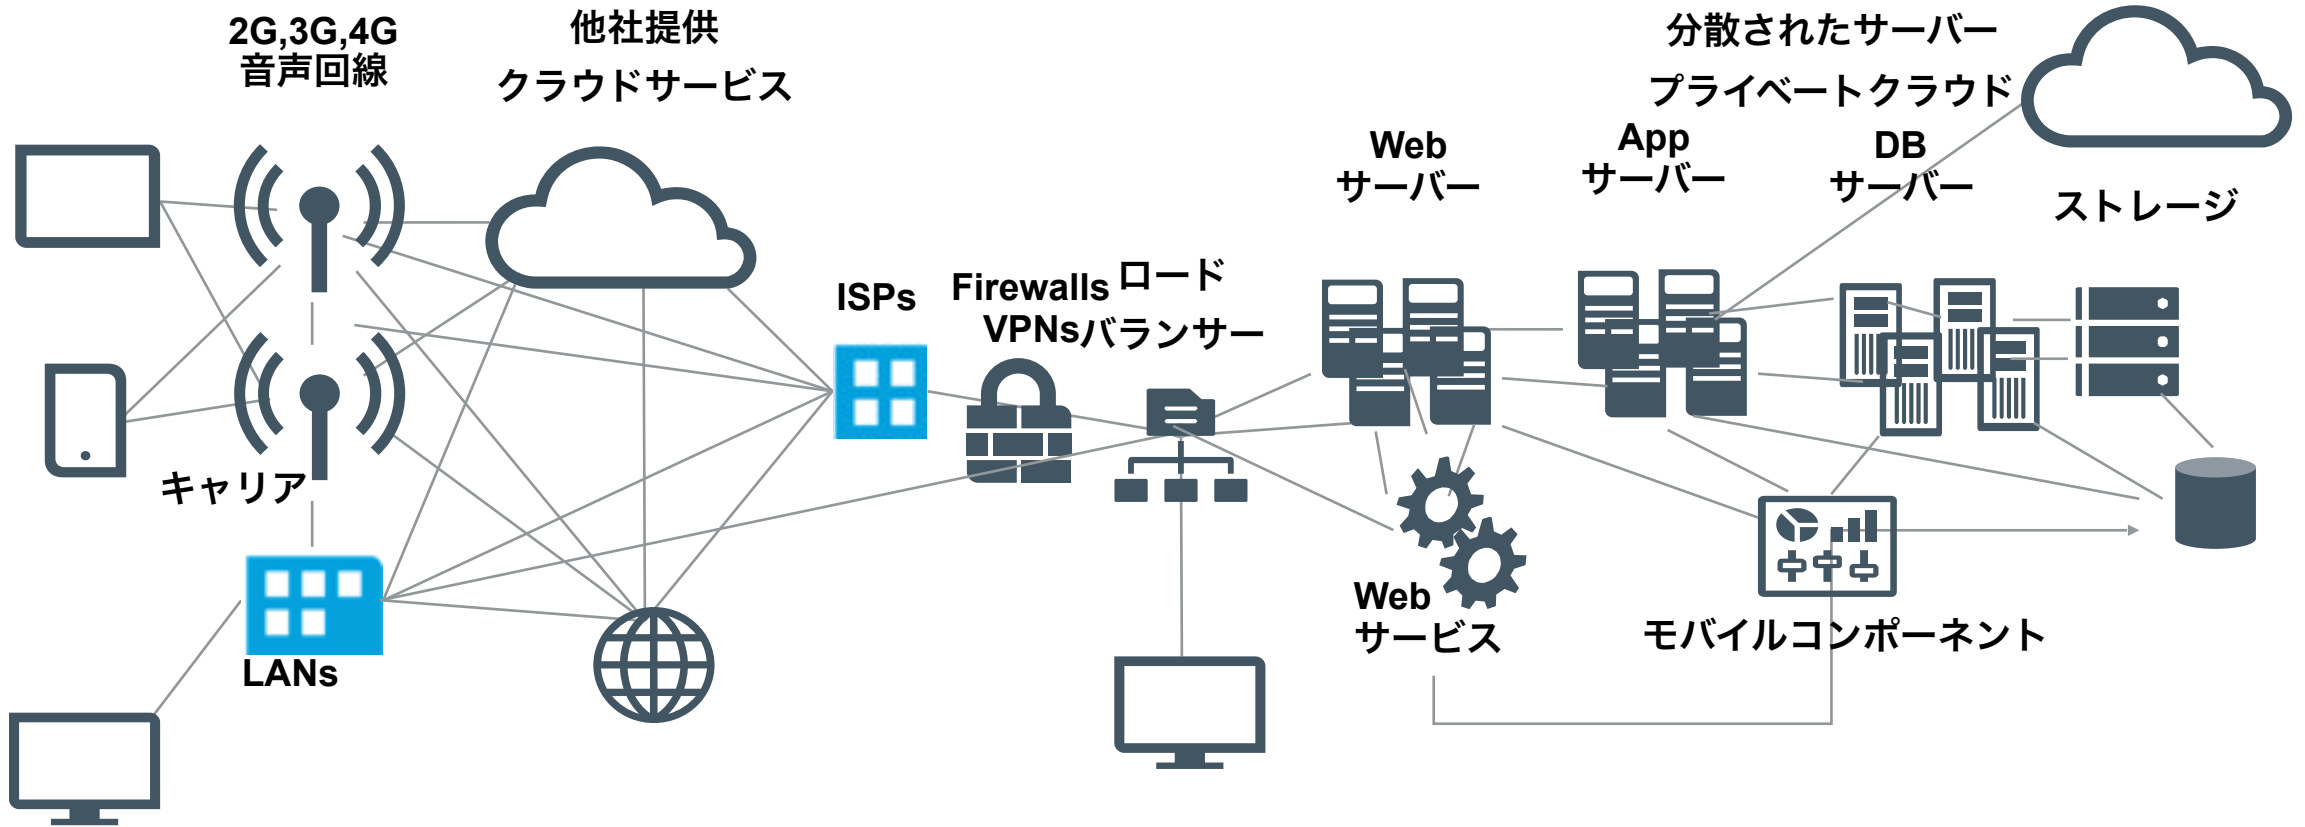 2G,3G,4G
音声回線
他社提供
クラウドサービス
分散されたサーバー
プライベートクラウド
Web
サーバー
App
サーバー
DB
サーバー
ストレージ
ISPs
Firewalls
VPNs
ロード
バランサー
キャリア
LANs
Web
サービス
モバイルコンポーネント